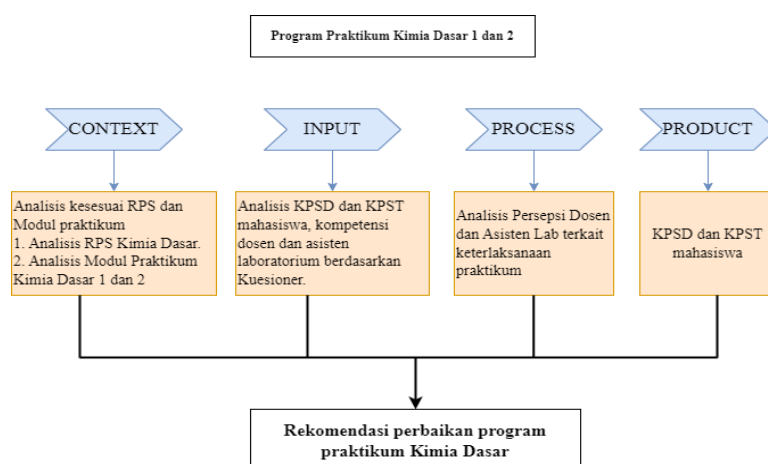 Program Praktikum Kimia Dasar 1 dan 2
CONTEXT
INPUT
PROCESS
PRODUCT
Analisis kesesuai RPS dan
Modul praktikum
1. Analisis RPS Kimia Dasar.
2. Analisis Modul Praktikum
Kimia Dasar 1 dan 2
Analisis KPSD dan KPST
mahasiswa, kompetensi
dosen dan asisten
laboratorium berdasarkan
Kuesioner.
Analisis Persepsi Dosen
dan Asisten Lab terkait
keterlaksanaan
praktikum
KPSD dan KPST
mahasiswa
Rekomendasi perbaikan program
praktikum Kimia Dasar